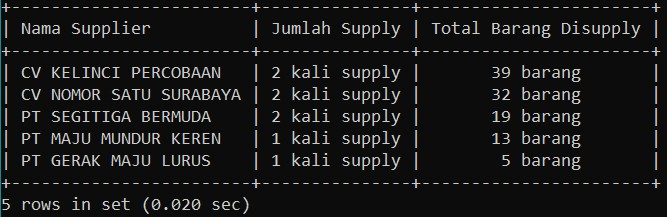 +------------------------+---------------+-----------------------+
| Nama Supplier          | Jumlah Supply | Total Barang Disupply |
+------------------------+---------------+-----------------------+
| CV KELINCI PERCOBAAN   | 2 kali supply |       39 barang       |
| CV NOMOR SATU SURABAYA | 2 kali supply |       32 barang       |
| PT SEGITIGA BERMUDA    | 2 kali supply |       19 barang       |
| PT MAJU MUNDUR KEREN   | 1 kali supply |       13 barang       |
| PT GERAK MAJU LURUS    | 1 kali supply |        5 barang       |
+------------------------+---------------+-----------------------+
5 rows in set (0.020 sec)